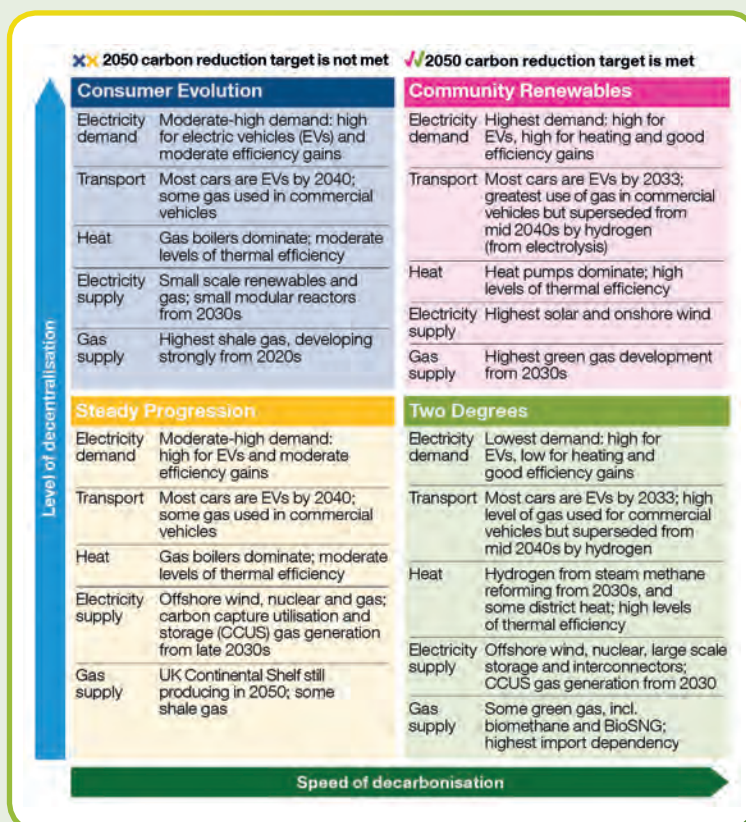 2050 carbon reduction target is not met
2050 carbon reduction target is met
Consumer Evolution
Electricity demand Moderate-high demand: high
for electric vehicles (EVs) and
moderate efficiency gains
Transport Most cars are EVs by 2040;
some gas used in commercial
vehicles
Heat Gas boilers dominate; moderate
levels of thermal efficiency
Electricity supply Small scale renewables and
gas; small modular reactors
from 2030s
Gas supply Highest shale gas, developing
strongly from 2020s
Community Renewables
Electricity demand Highest demand: high for
EVs, high for heating and good
efficiency gains
Transport Most cars are EVs by 2033;
greatest use of gas in commercial
vehicles but superseded from
mid 2040s by hydrogen
(from electrolysis)
Heat Heat pumps dominate; high
levels of thermal efficiency
Electricity supply Highest solar and onshore wind
Gas supply Highest green gas development
from 2030s
Steady Progression
Electricity demand Moderate-high demand:
high for EVs and moderate
efficiency gains
Transport Most cars are EVs by 2040;
some gas used in commercial
vehicles
Heat Gas boilers dominate; moderate
levels of thermal efficiency
Electricity supply Offshore wind, nuclear and gas;
carbon capture utilisation and
storage (CCUS) gas generation
from late 2030s
Gas supply UK Continental Shelf still
producing in 2050; some
shale gas
Two Degrees
Electricity demand Lowest demand: high for
EVs, low for heating and
good efficiency gains
Transport Most cars are EVs by 2033; high
level of gas used for commercial
vehicles but superseded from
mid 2040s by hydrogen
Heat Hydrogen from steam methane
reforming from 2030s, and
some district heat; high levels
of thermal efficiency
Electricity supply Offshore wind, nuclear, large scale
storage and interconnectors;
CCUS gas generation from 2030
Gas supply Some green gas, incl.
biomethane and BioSNG;
highest import dependency
Level of decentralisation
Speed of decarbonisation